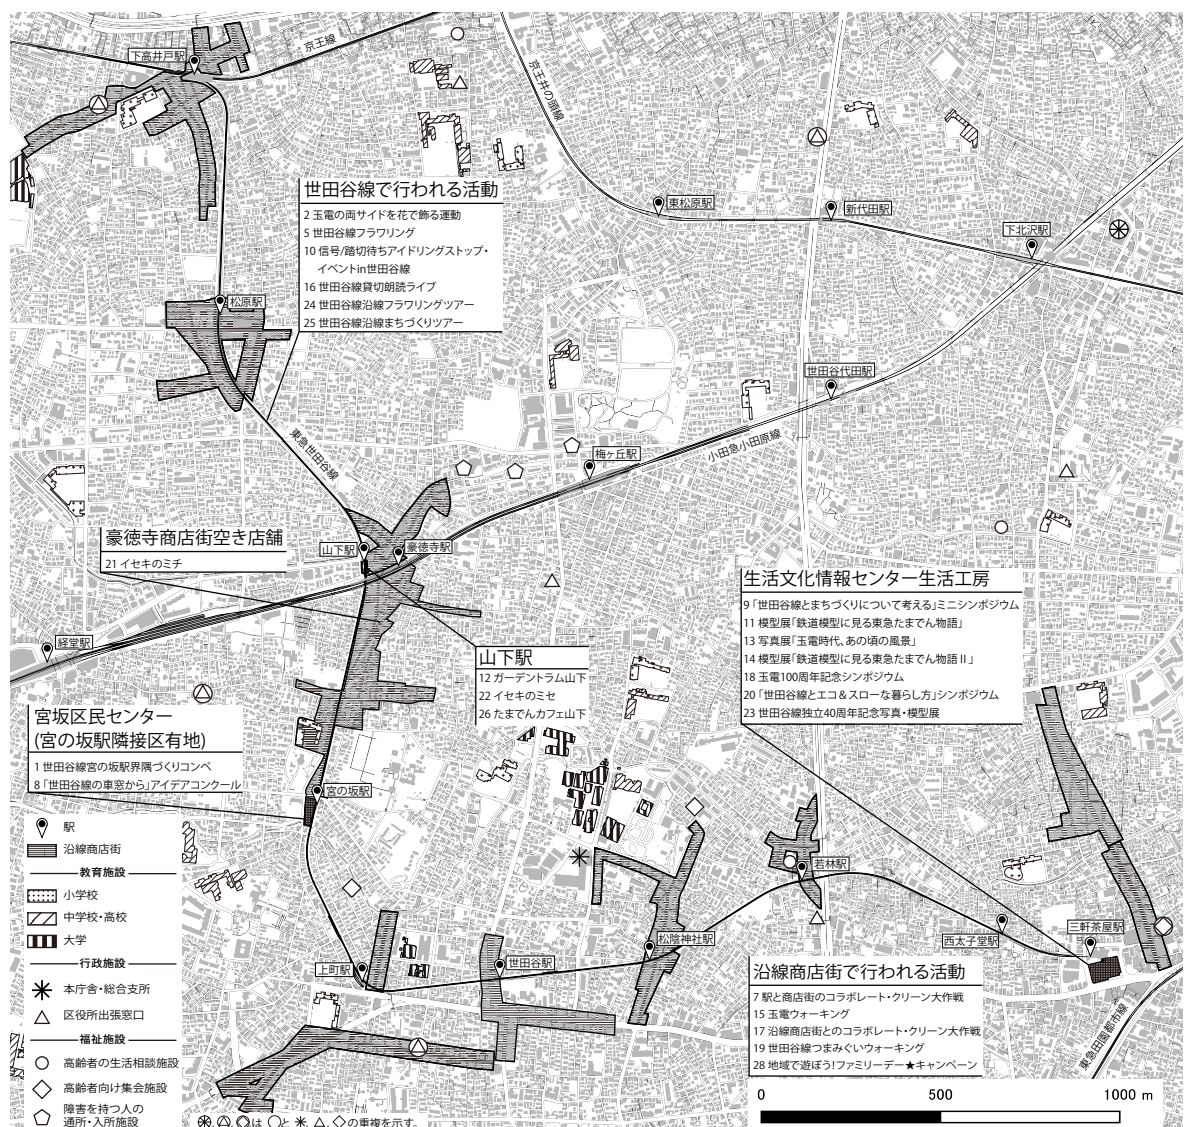 下高井戸駅
京王線
京王井の頭線
東松原駅
新代田駅
下北沢駅
世田谷線で行われる活動
2 玉電の両サイドを花で飾る運動
5 世田谷線フラワリング
10 信号/踏切待ちアイドリングストップ・
イベントin世田谷線
16 世田谷線貸切朗読ライブ
24 世田谷線沿線フラワリングツアー
25 世田谷線沿線まちづくりツアー
松原駅
世田谷代田駅
東急世田谷線
梅ヶ丘駅
小田急小田原線
豪徳寺商店街空き店舗
21 イセキのミチ
山下駅
豪徳寺駅
経堂駅
生活文化情報センター生活工房
9「世田谷線とまちづくりについて考える」ミニシンポジウム
11 模型展「鉄道模型に見る東急たまでん物語」
13 写真展「玉電時代、あの頃の風景」
14 模型展「鉄道模型に見る東急たまでん物語Ⅱ」
18 玉電100周年記念シンポジウム
20「世田谷線とエコ＆スローな暮らし方」シンポジウム
23 世田谷線独立40周年記念写真・模型展
山下駅
12 ガーデントラム山下
22 イセキのミセ
26 たまでんカフェ山下
宮坂区民センター
(宮の坂駅隣接区有地)
1 世田谷線宮の坂駅界隈づくりコンペ
8「世田谷線の車窓から」アイデアコンクール
宮の坂駅
若林駅
松陰神社駅
西太子堂駅
三軒茶屋駅
上町駅
世田谷駅
東急田園都市線
沿線商店街で行われる活動
7 駅と商店街のコラボレート・クリーン大作戦
15 玉電ウォーキング
17 沿線商店街とのコラボレート・クリーン大作戦
19 世田谷線つまみぐいウォーキング
28 地域で遊ぼう！ファミリーデー★キャンペーン
駅
沿線商店街
教育施設
小学校
中学校・高校
大学
行政施設
本庁舎・総合支所
区役所出張窓口
福祉施設
高齢者の生活相談施設
高齢者向け集会施設
障害を持つ人の
通所・入所施設
は ○と ＊, △, ◇の重複を示す。
0 500 1000 m